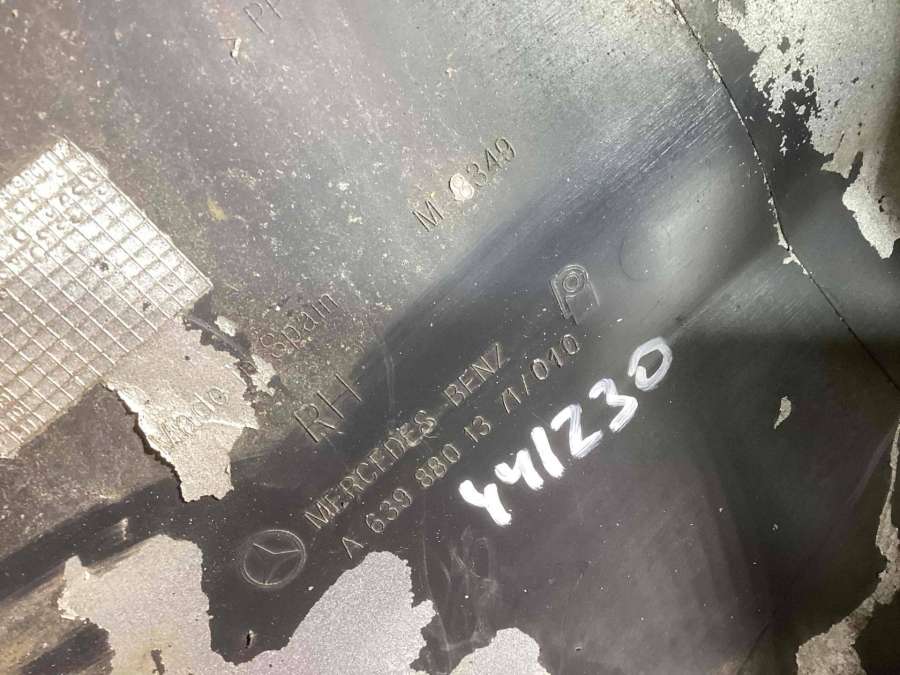 M 8349
Made in Spain
RH
MERCEDES BENZ
A 639 880 13 71/010
441230